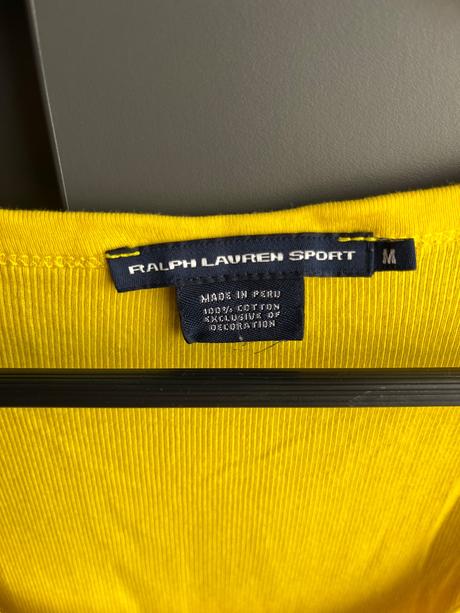 RALPH LAUREN SPORT M
MADE IN PERU
100% COTTON
EXCLUSIVE OF
DECORATION